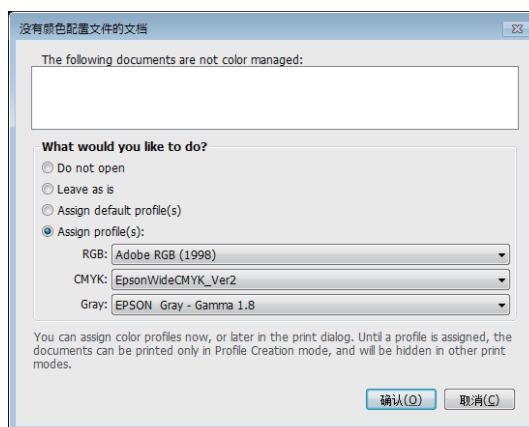 没有颜色配置文件的文档
The following documents are not color managed:
What would you like to do?
Do not open
Leave as is
Assign default profile(s)
Assign profile(s):
RGB: Adobe RGB (1998)
CMYK: EpsonWideCMYK_Ver2
Gray: EPSON Gray - Gamma 1.8
You can assign color profiles now, or later in the print dialog. Until a profile is assigned, the
documents can be printed only in Profile Creation mode, and will be hidden in other print
modes.
确认(O) 取消(C)